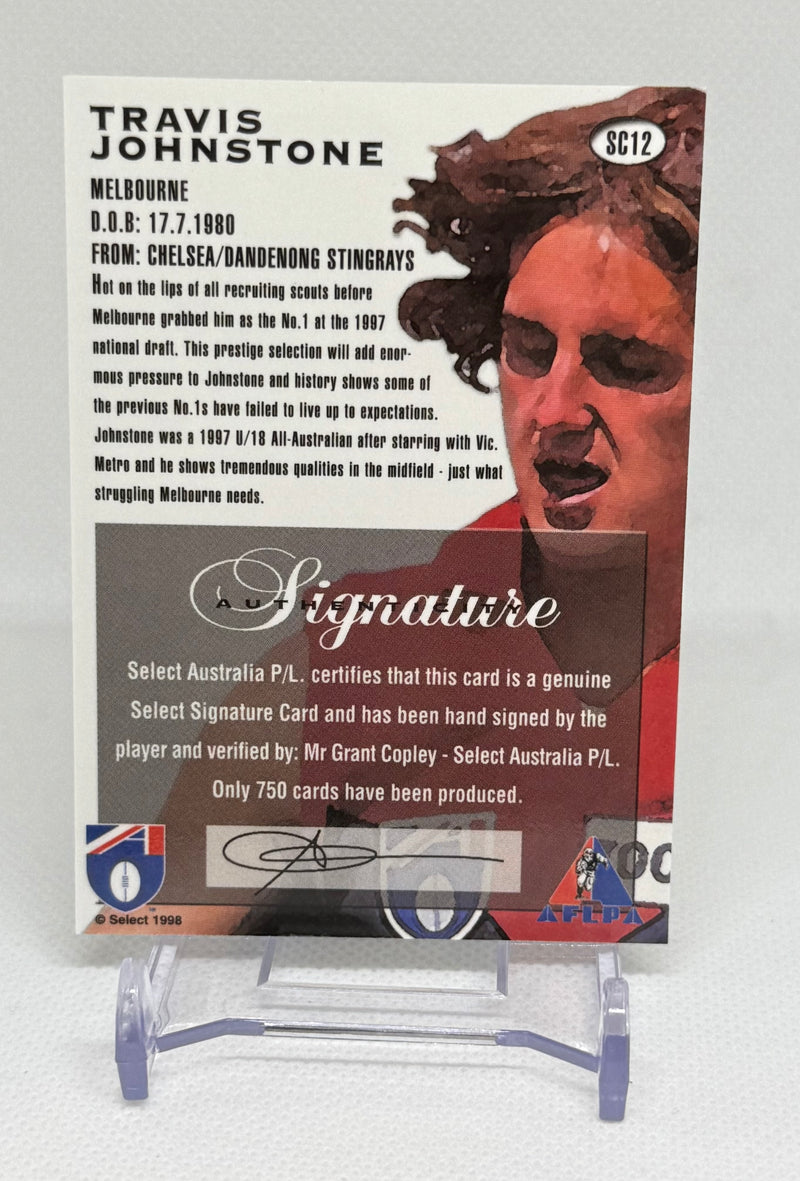 TRAVIS
JOHNSTONE
SC12
MELBOURNE
D.O.B: 17.7.1980
FROM: CHELSEA/DANDENONG STINGRAYS
Hot on the lips of all recruiting scouts before
Melbourne grabbed him as the No.1 at the 1997
national draft. This prestige selection will add enor-
mous pressure to Johnstone and history shows some of
the previous No.1s have failed to live up to expectations.
Johnstone was a 1997 U/18 All-Australian after starring with Vic.
Metro and he shows tremendous qualities in the midfield - just what
struggling Melbourne needs.
Signature
AUTHENTICITY
Select Australia P/L. certifies that this card is a genuine
Select Signature Card and has been hand signed by the
player and verified by: Mr Grant Copley - Select Australia P/L.
Only 750 cards have been produced.
AFLPA
© Select 1998